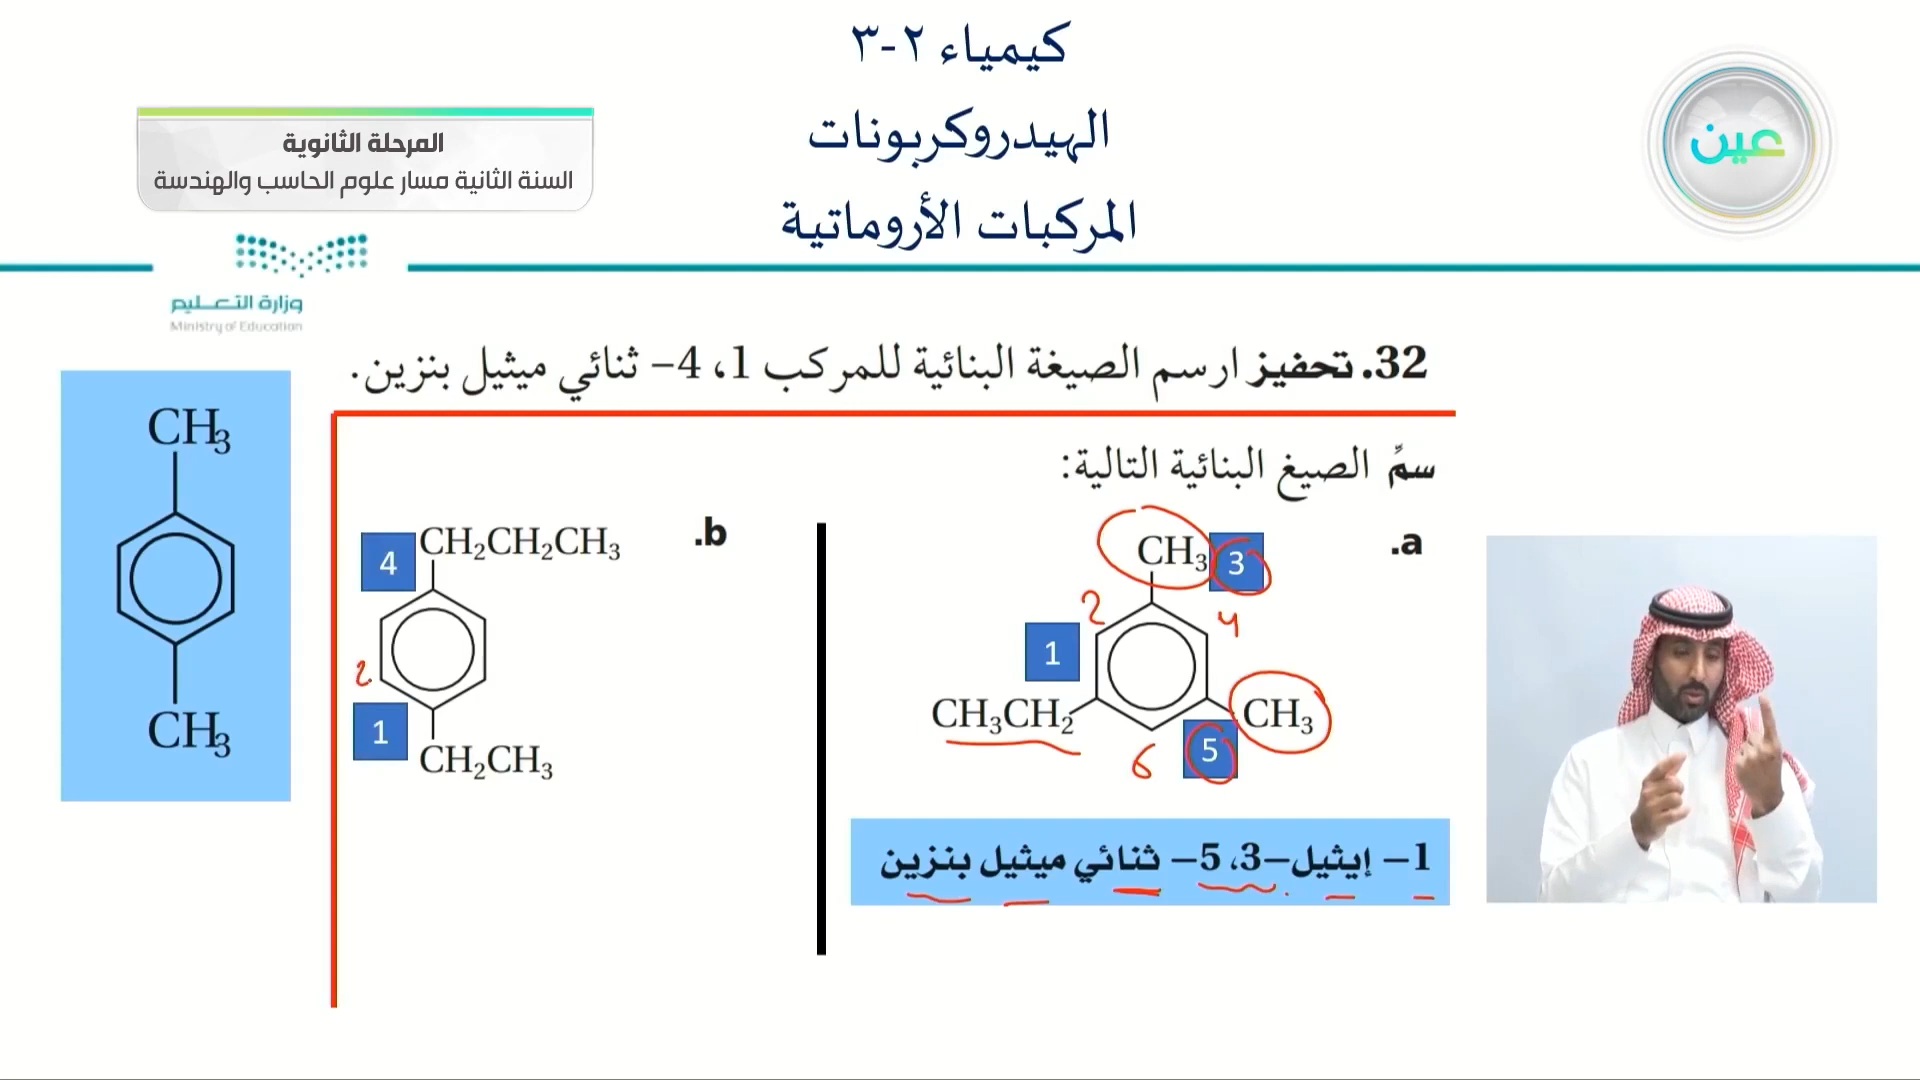 كيمياء ٢-٣
الهيدروكربونات
المركبات الأروماتية
عين
المرحلة الثانوية
السنة الثانية مسار علوم الحاسب والهندسة
وزارة التعليم
Ministry of Education
32. تحفيز ارسم الصيغة البنائية للمركب 1، 4– ثنائي ميثيل بنزين.
CH₃
CH₃
سمِّ الصيغ البنائية التالية:
a.
CH₃
3
2
4
1
CH₃CH₂
CH₃
5
6
1– إيثيل–3، 5– ثنائي ميثيل بنزين
b.
4
CH₂CH₂CH₃
2
1
CH₂CH₃